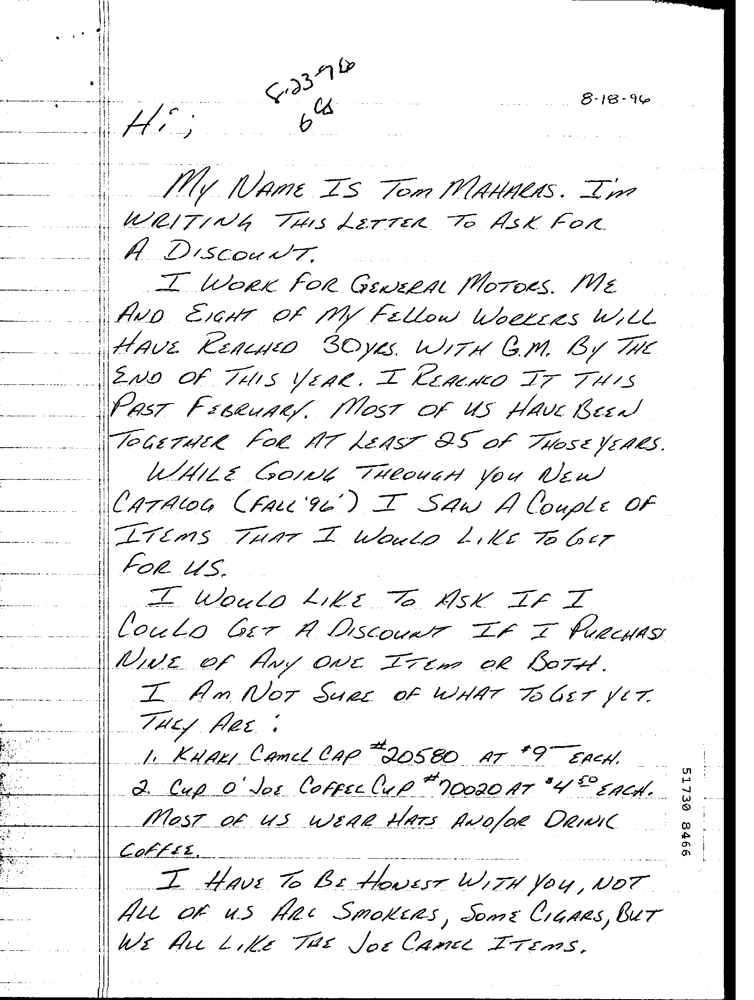 8-23-96
8-18-96
6 CS
Hi;
My Name Is Tom Maharas. I'm
Writing This Letter To Ask For
A Discount.
I Work For General Motors. Me
And Eight Of My Fellow Workers Will
Have Reached 30yrs. With G.M. By The
End Of This Year. I Reached It This
Past February. Most Of Us Have Been
Together For At Least 25 Of Those Years.
While Going Through You New
Catalog (Fall '96') I Saw A Couple Of
Items That I Would Like To Get
For Us.
I Would Like To Ask If I
Could Get A Discount If I Purchas
Nine Of Any One Item Or Both.
I Am Not Sure Of What To Get Yet.
They Are:
1. Khaki Camel Cap #20580 At $9— Each.
2. Cup O' Joe Coffee Cup #70020 At $4 50 Each.
Most Of Us Wear Hats And/Or Drink
Coffee.
I Have To Be Honest With You, Not
All Of Us Are Smokers, Some Cigars, But
We All Like The Joe Camel Items.
51730 8466